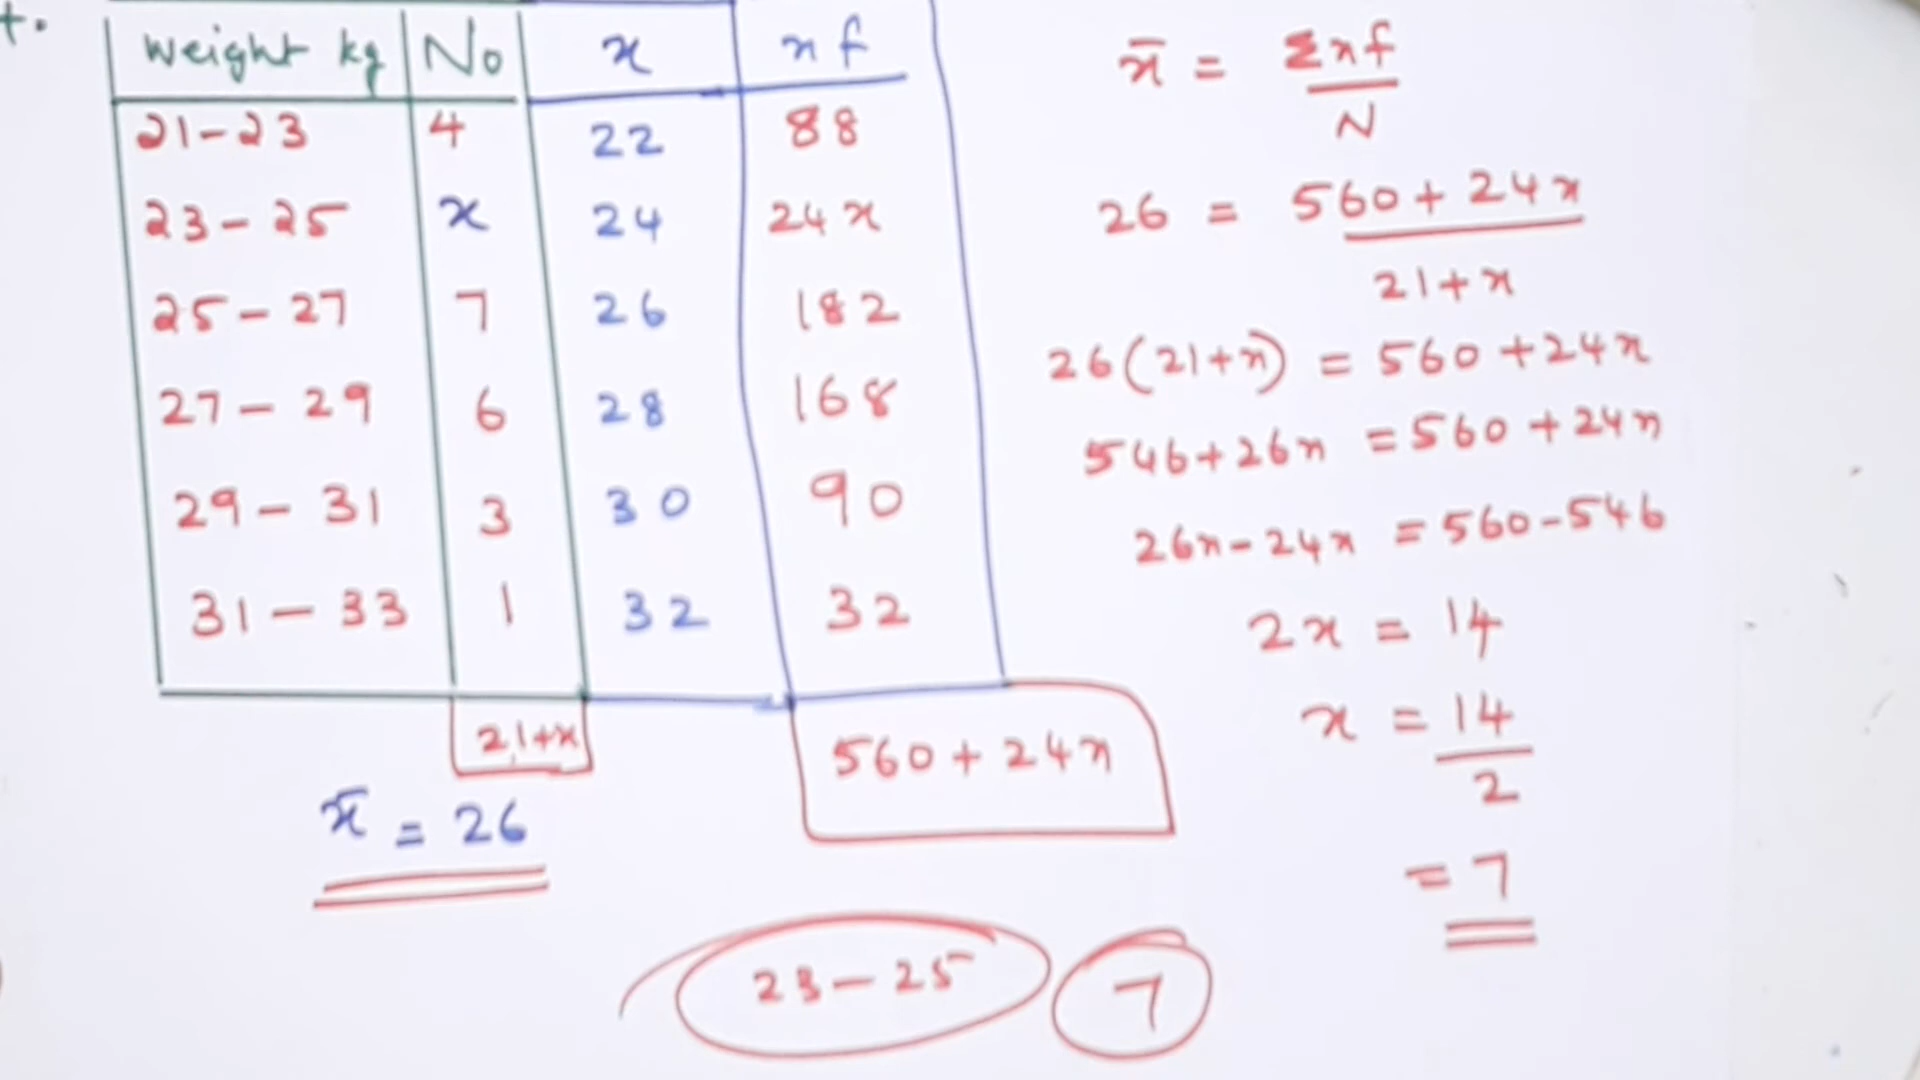 t.
weight kg No x xf
21-23 4 22 88
23-25 x 24 24x
25-27 7 26 182
27-29 6 28 168
29-31 3 30 90
31-33 1 32 32
21+x 560+24x
x̄ = 26
23-25 7
x̄ = Σxf
N
26 = 560+24x
21+x
26(21+x) = 560+24x
546+26x = 560+24x
26x-24x = 560-546
2x = 14
x = 14
2
= 7